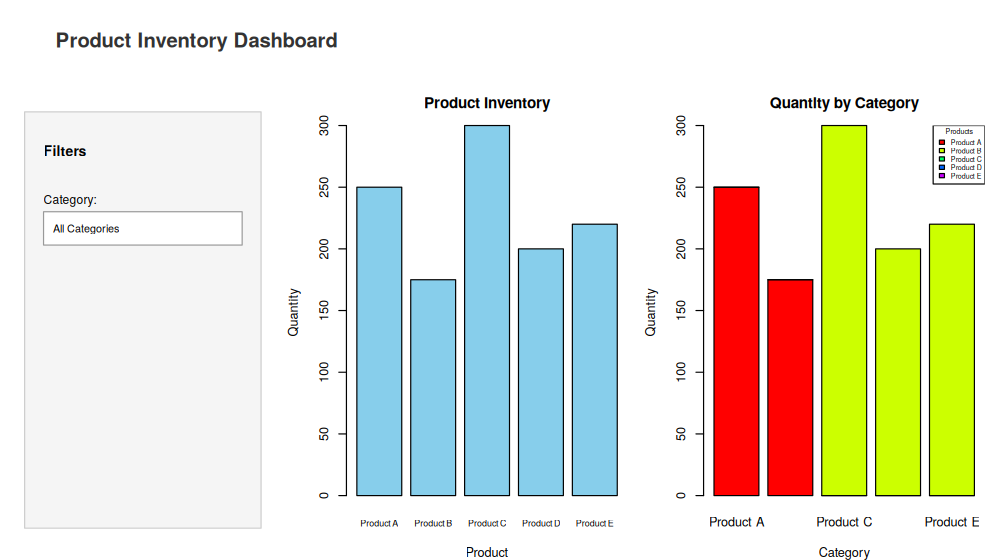 Product Inventory Dashboard
Filters
Category:
All Categories
Product Inventory
Quantity
0
50
100
150
200
250
300
Product A
Product B
Product C
Product D
Product E
Product
Quantity by Category
Quantity
0
50
100
150
200
250
300
Products
Product A
Product B
Product C
Product D
Product E
Product A
Product C
Product E
Category